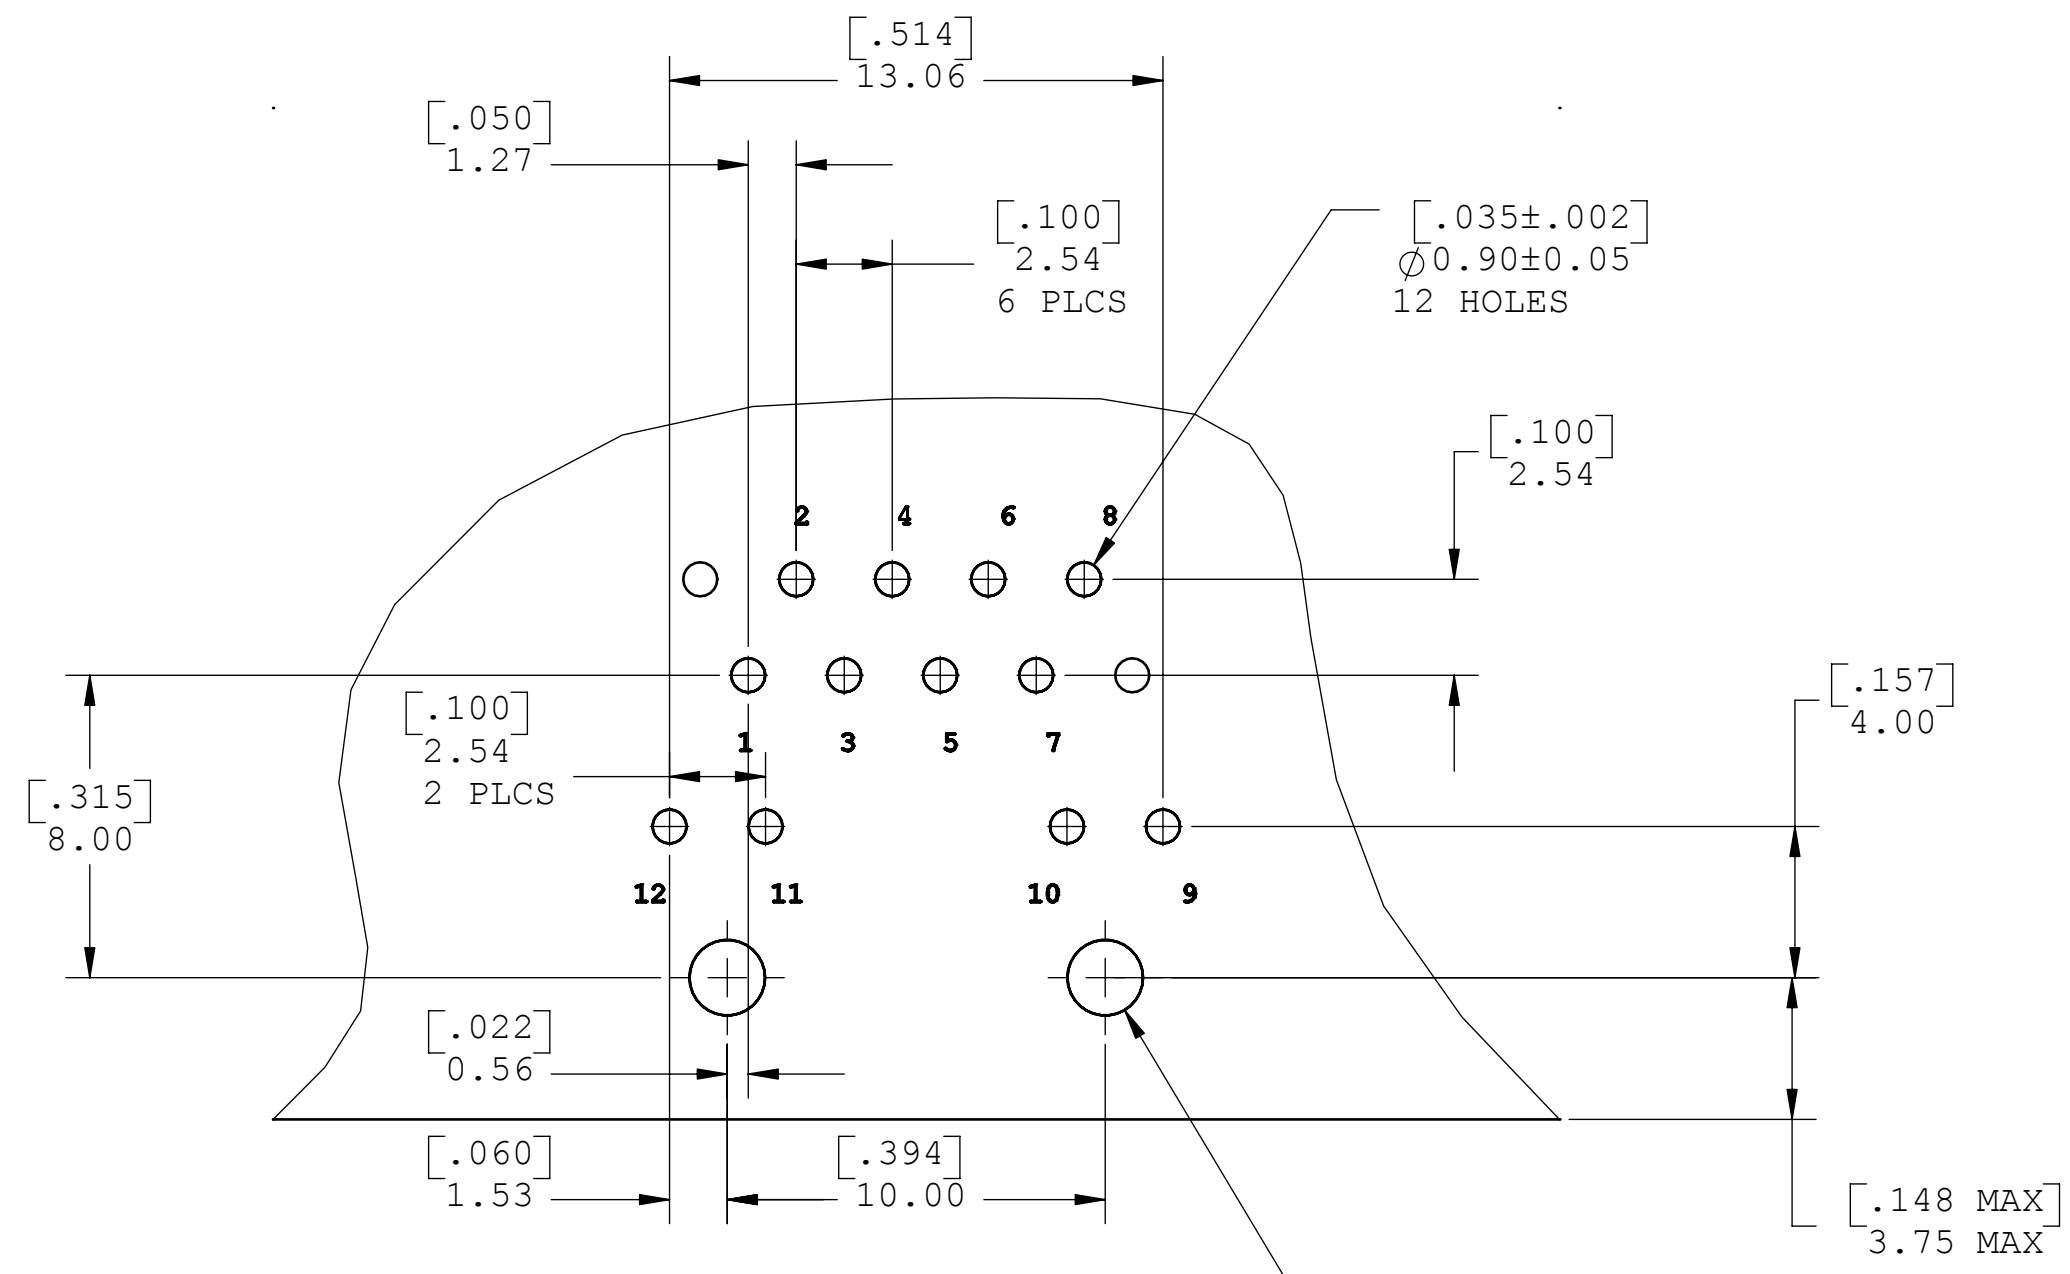 [.514]
13.06
[.050]
1.27
[.100]
2.54
6 PLCS
[.035±.002]
⌀0.90±0.05
12 HOLES
[.100]
2.54
2 4 6 8
[.157]
4.00
[.100]
2.54
2 PLCS
1 3 5 7
[.315]
8.00
12 11 10 9
[.022]
0.56
[.060]
1.53
[.394]
10.00
[.148 MAX]
3.75 MAX